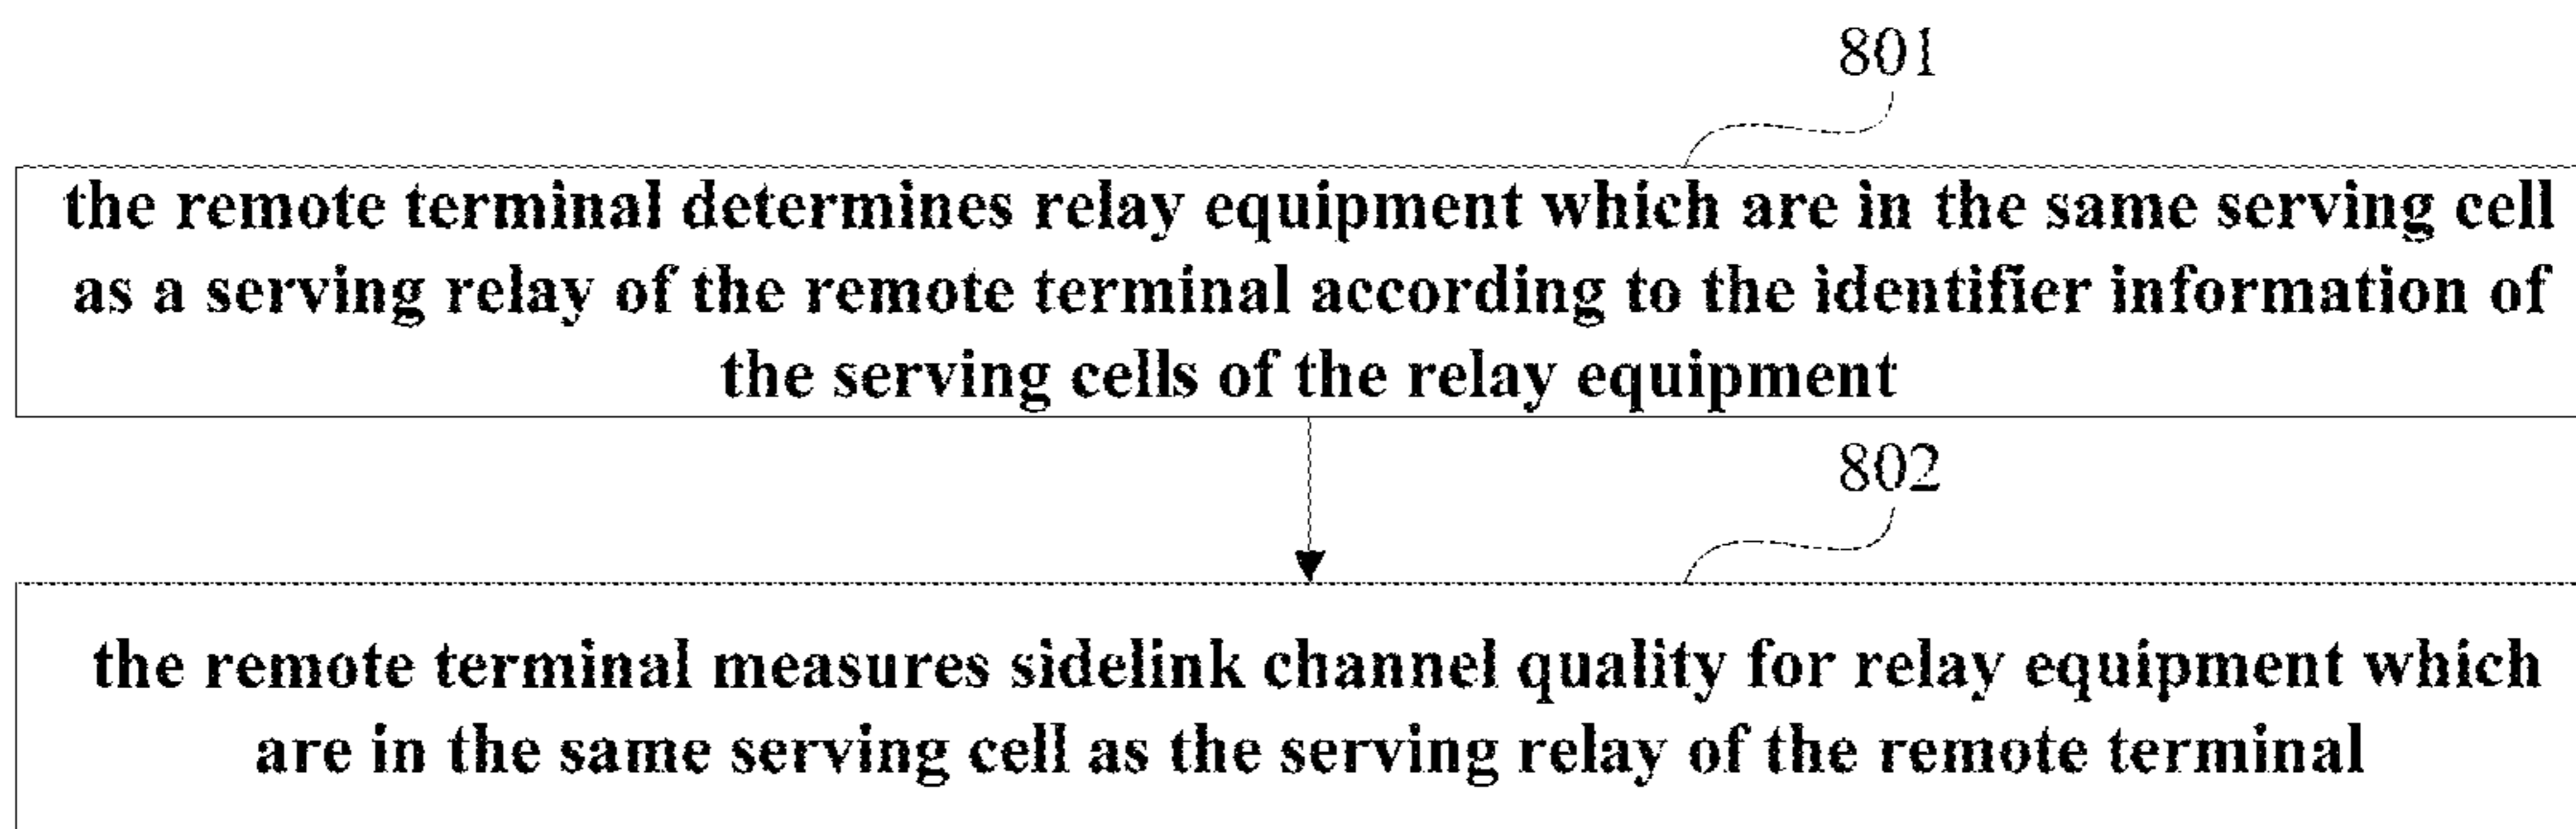 801
the remote terminal determines relay equipment which are in the same serving cell
as a serving relay of the remote terminal according to the identifier information of
the serving cells of the relay equipment
802
the remote terminal measures sidelink channel quality for relay equipment which
are in the same serving cell as the serving relay of the remote terminal